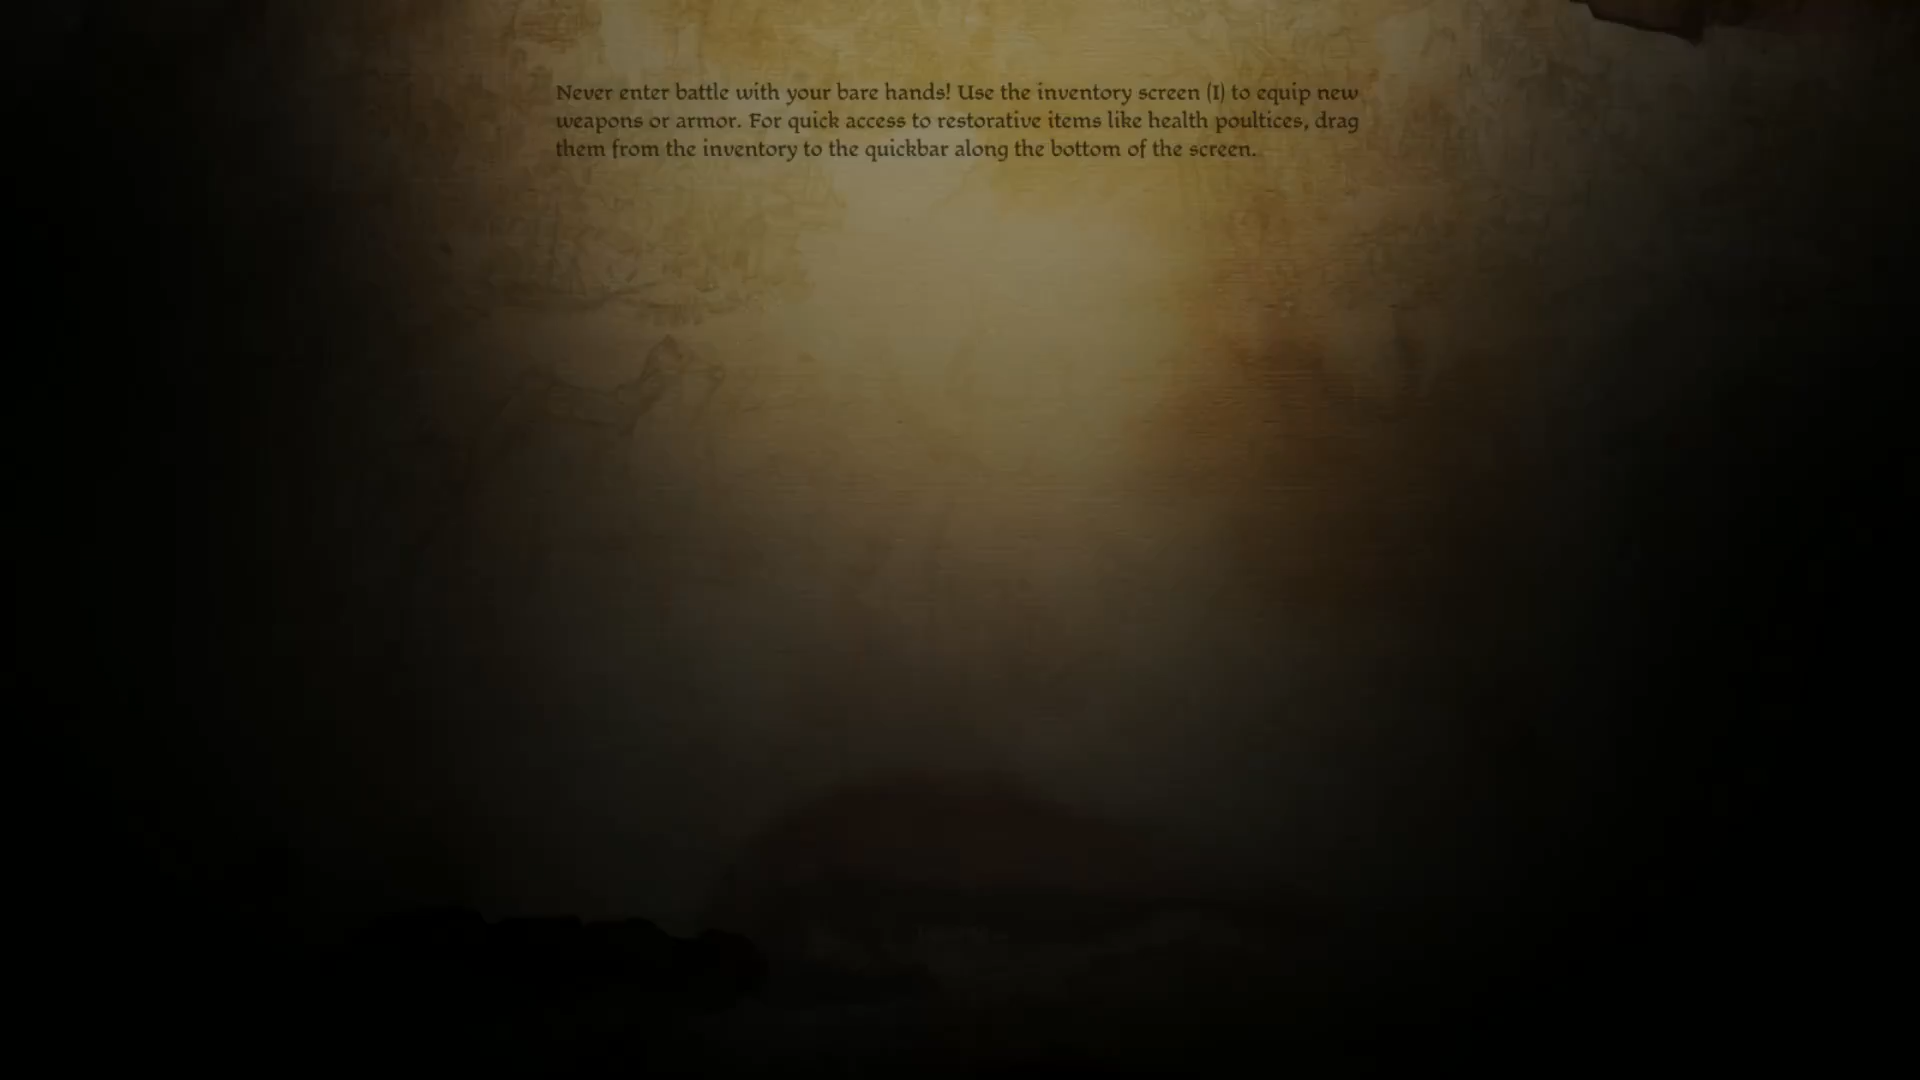 Never enter battle with your bare hands! Use the inventory screen (I) to equip new
weapons or armor. For quick access to restorative items like health poultices, drag
them from the inventory to the quickbar along the bottom of the screen.